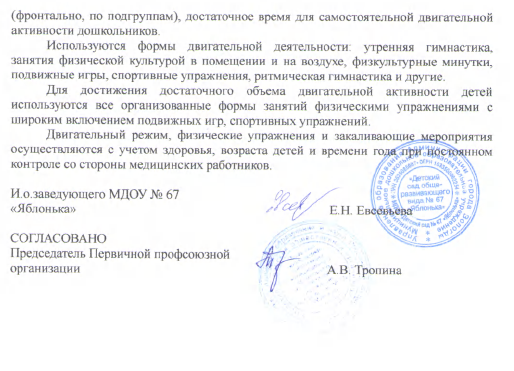 (фронтально, по подгруппам), достаточное время для самостоятельной двигательной
активности дошкольников.
Используются формы двигательной деятельности: утренняя гимнастика,
занятия физической культурой в помещении и на воздухе, физкультурные минутки,
подвижные игры, спортивные упражнения, ритмическая гимнастика и другие.
Для достижения достаточного объема двигательной активности детей
используются все организованные формы занятий физическими упражнениями с
широким включением подвижных игр, спортивных упражнений.
Двигательный режим, физические упражнения и закаливающие мероприятия
осуществляются с учетом здоровья, возраста детей и времени года при постоянном
контроле со стороны медицинских работников.
И.о.заведующего МДОУ № 67
«Яблонька» Е.Н. Евсевьева
«Детский
сад обще-
развивающего
вида № 67
«Яблонька»
СОГЛАСОВАНО
Председатель Первичной профсоюзной
организации А.В. Тропина